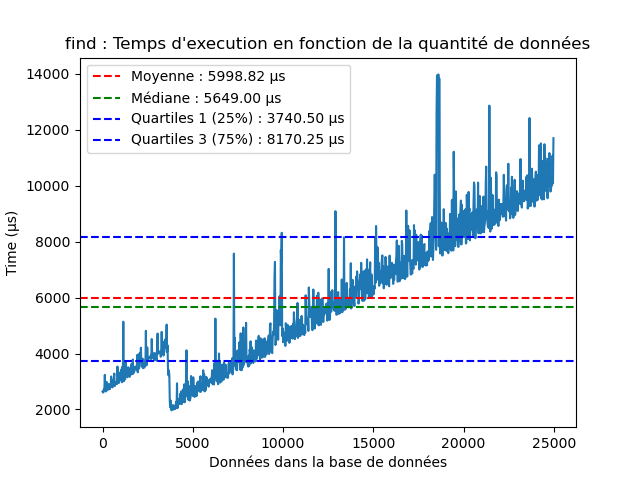 find : Temps d'execution en fonction de la quantité de données
Moyenne : 5998.82 µs
Médiane : 5649.00 µs
Quartiles 1 (25%) : 3740.50 µs
Quartiles 3 (75%) : 8170.25 µs
14000
12000
10000
8000
6000
4000
2000
Time (µs)
0 5000 10000 15000 20000 25000
Données dans la base de données